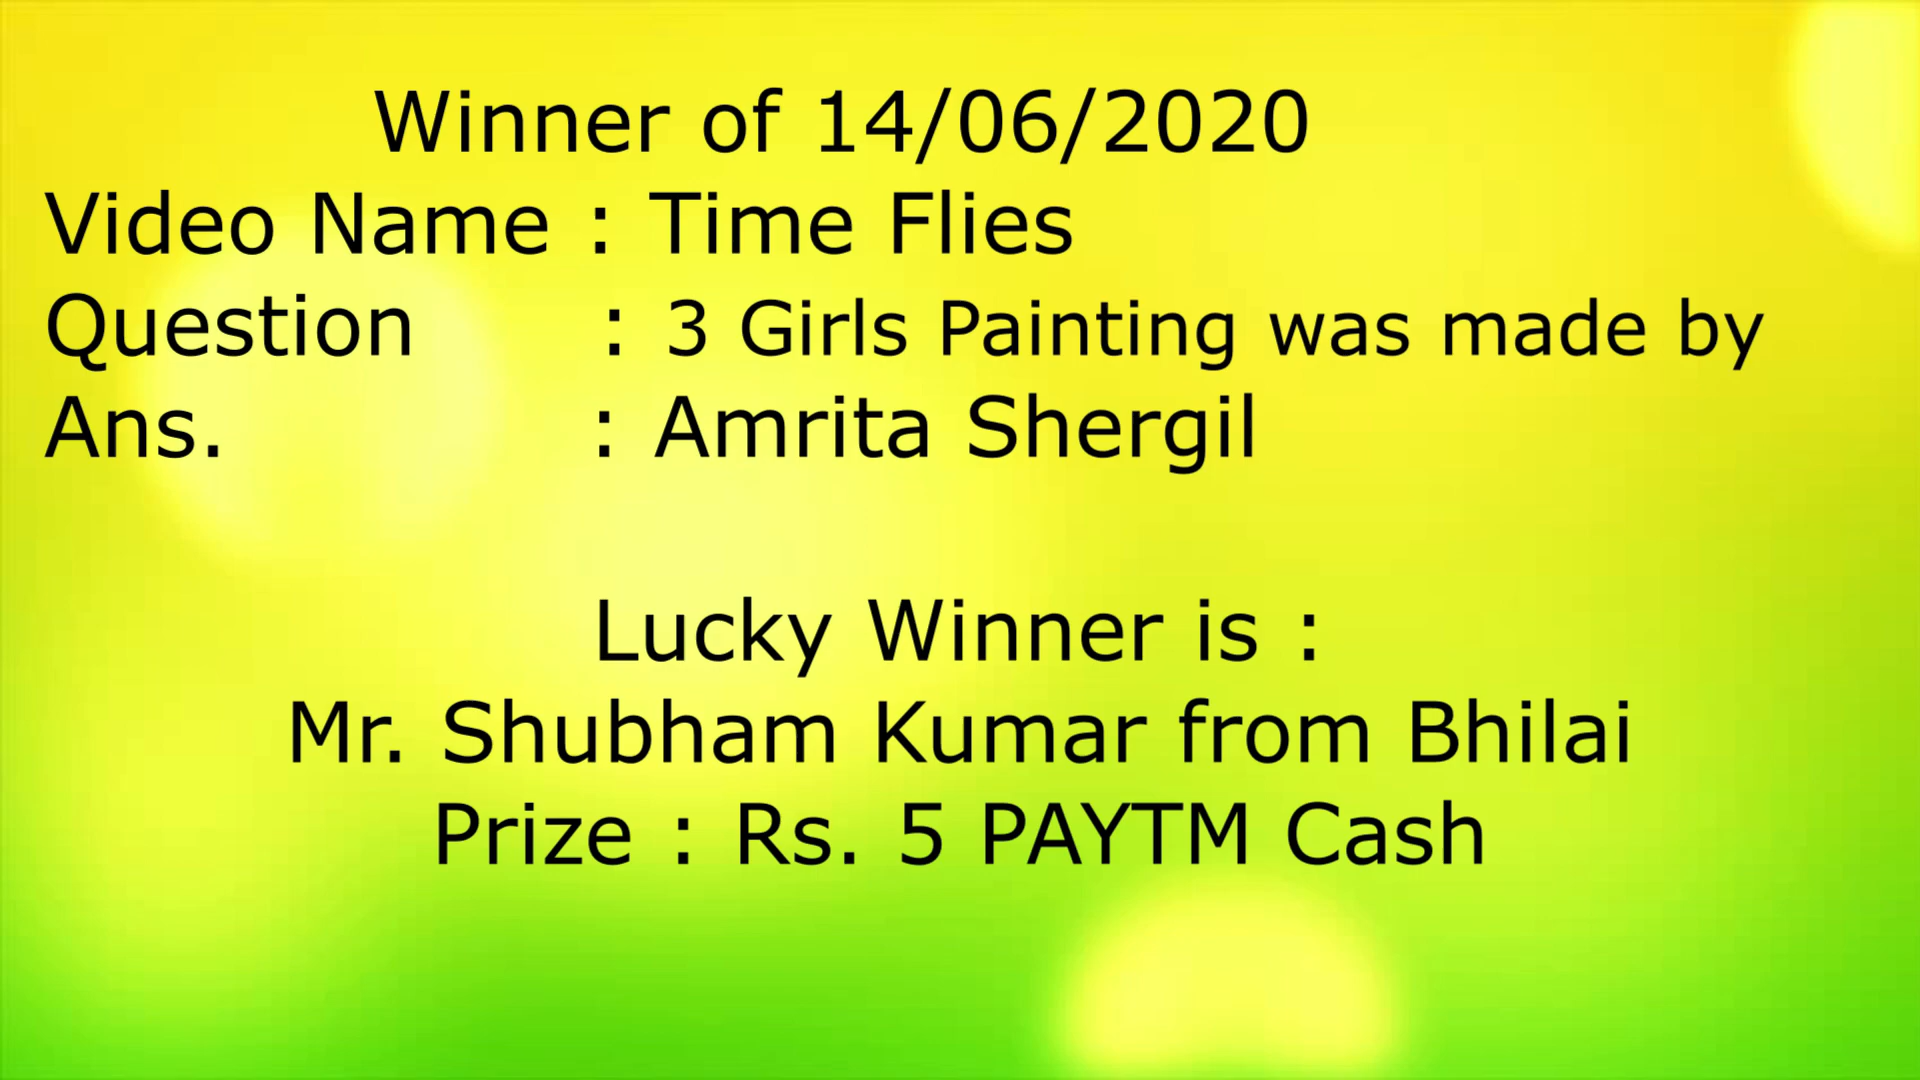 Winner of 14/06/2020
Video Name : Time Flies
Question : 3 Girls Painting was made by
Ans. : Amrita Shergil
Lucky Winner is :
Mr. Shubham Kumar from Bhilai
Prize : Rs. 5 PAYTM Cash